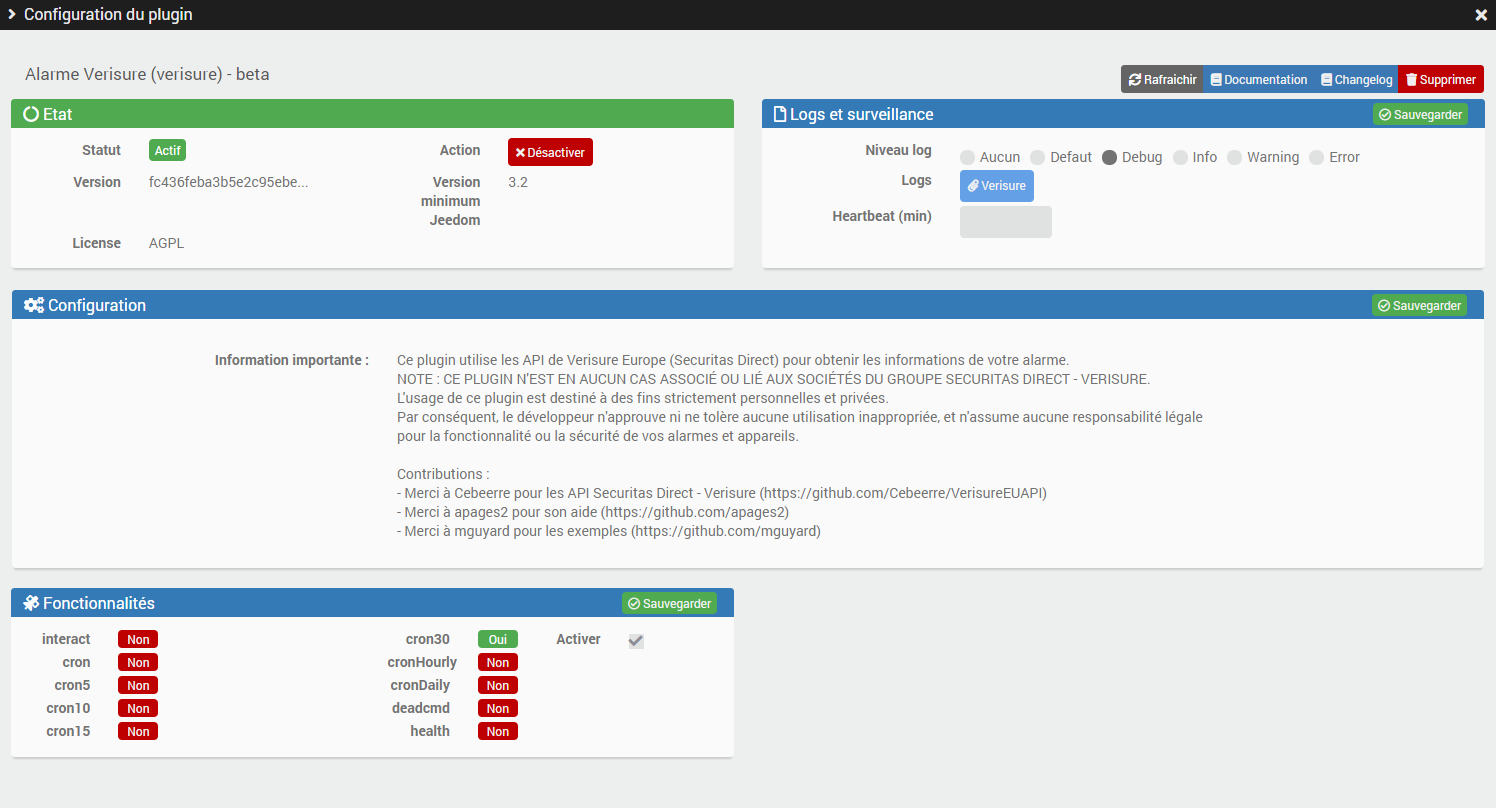 Configuration du plugin
Alarme Verisure (verisure) - beta
Rafraichir Documentation Changelog Supprimer
Etat
Statut Actif Action Désactiver
Version fc436feba3b5e2c95ebe... Version minimum Jeedom 3.2
License AGPL
Logs et surveillance Sauvegarder
Niveau log Aucun Defaut Debug Info Warning Error
Logs Verisure
Heartbeat (min)
Configuration Sauvegarder
Information importante : Ce plugin utilise les API de Verisure Europe (Securitas Direct) pour obtenir les informations de votre alarme.
NOTE : CE PLUGIN N'EST EN AUCUN CAS ASSOCIÉ OU LIÉ AUX SOCIÉTÉS DU GROUPE SECURITAS DIRECT - VERISURE.
L'usage de ce plugin est destiné à des fins strictement personnelles et privées.
Par conséquent, le développeur n'approuve ni ne tolère aucune utilisation inappropriée, et n'assume aucune responsabilité légale
pour la fonctionnalité ou la sécurité de vos alarmes et appareils.
Contributions :
- Merci à Cebeerre pour les API Securitas Direct - Verisure (https://github.com/Cebeerre/VerisureEUAPI)
- Merci à apages2 pour son aide (https://github.com/apages2)
- Merci à mguyard pour les exemples (https://github.com/mguyard)
Fonctionnalités Sauvegarder
interact Non cron30 Oui Activer
cron Non cronHourly Non
cron5 Non cronDaily Non
cron10 Non deadcmd Non
cron15 Non health Non